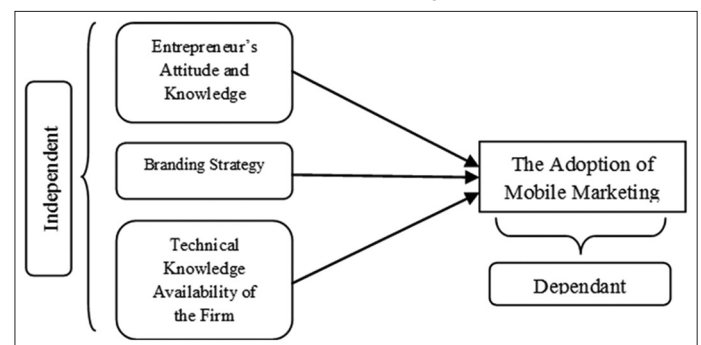 Independent
Entrepreneur's
Attitude and
Knowledge
Branding Strategy
Technical
Knowledge
Availability of
the Firm
The Adoption of
Mobile Marketing
Dependant